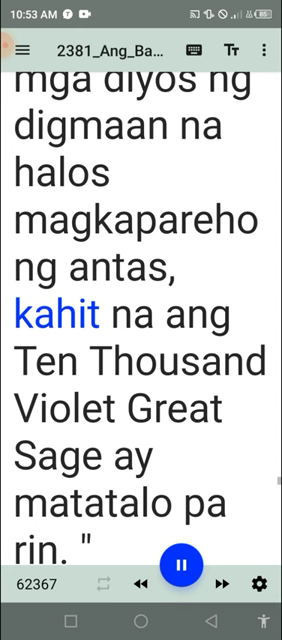 10:53 AM
85
2381_Ang_Ba...
mga diyos ng
digmaan na
halos
magkapareho
ng antas,
kahit na ang
Ten Thousand
Violet Great
Sage ay
matatalo pa
rin. "
62367